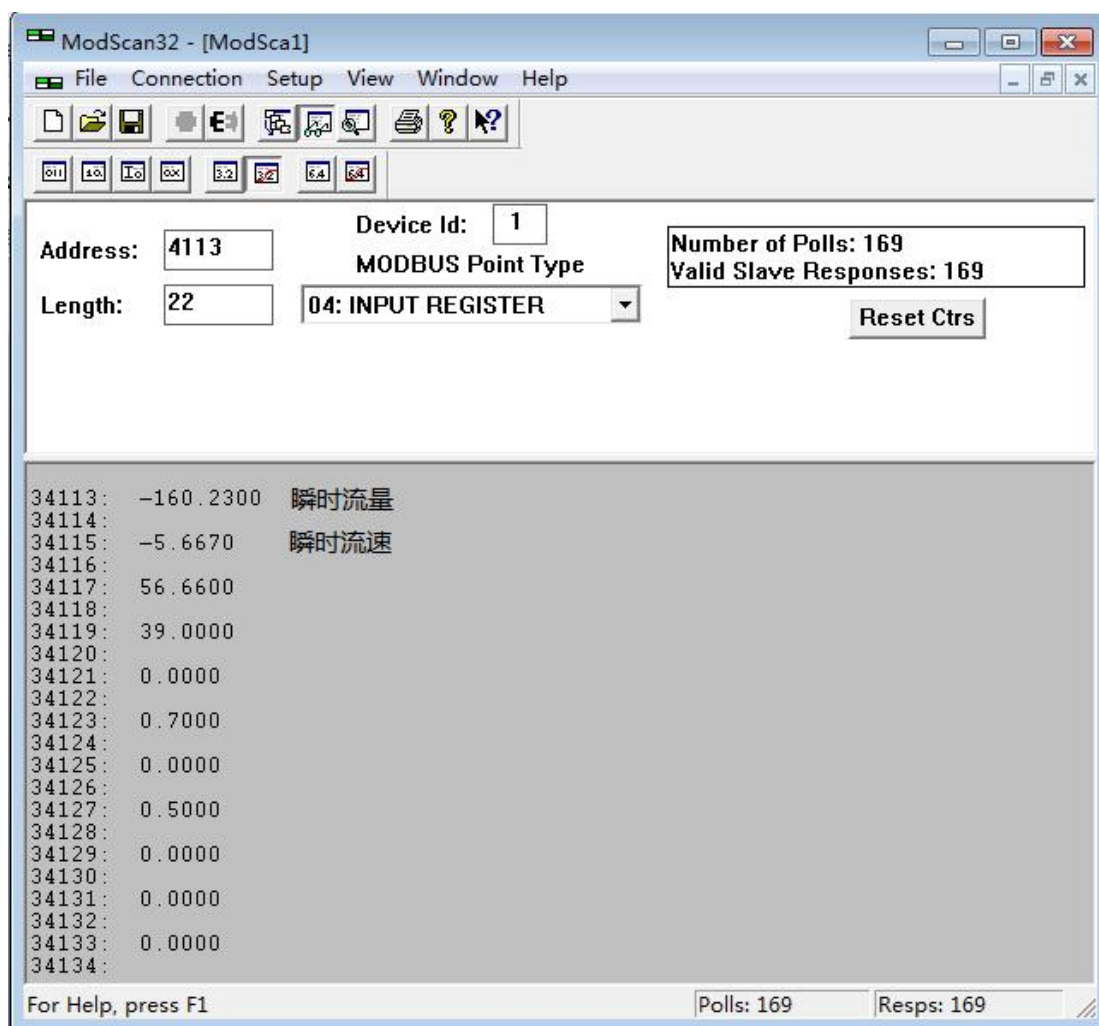 ModScan32 - [ModSca1]
File Connection Setup View Window Help
Device Id: 1
Address: 4113
MODBUS Point Type
Number of Polls: 169
Valid Slave Responses: 169
Length: 22
04: INPUT REGISTER
Reset Ctrs
34113: -160.2300 瞬时流量
34114:
34115: -5.6670 瞬时流速
34116:
34117: 56.6600
34118:
34119: 39.0000
34120:
34121: 0.0000
34122:
34123: 0.7000
34124:
34125: 0.0000
34126:
34127: 0.5000
34128:
34129: 0.0000
34130:
34131: 0.0000
34132:
34133: 0.0000
34134:
For Help, press F1
Polls: 169
Resps: 169